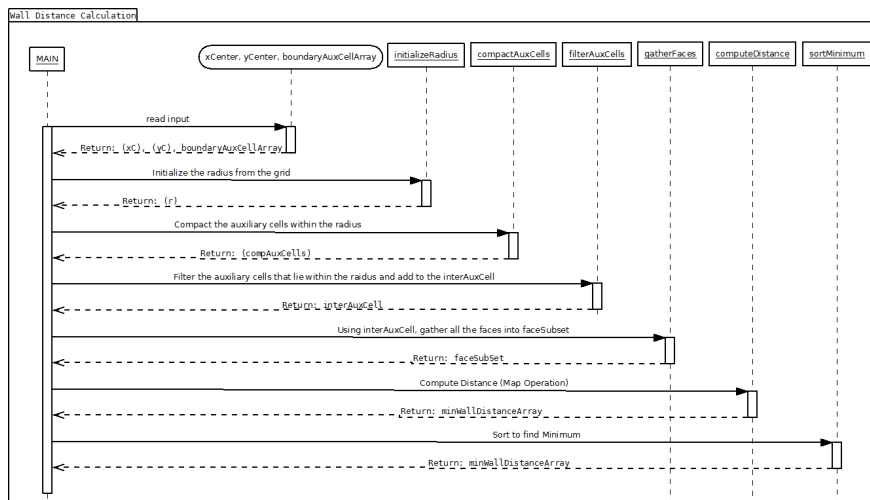 Wall Distance Calculation
MAIN
xCenter, yCenter, boundaryAuxCellArray
initializeRadius
compactAuxCells
filterAuxCells
gatherFaces
computeDistance
sortMinimum
read input
Return: (xC), (yC), boundaryAuxCellArray
Initialize the radius from the grid
Return: (r)
Compact the auxiliary cells within the radius
Return: (compAuxCells)
Filter the auxiliary cells that lie within the raidus and add to the interAuxCell
Return: interAuxCell
Using interAuxCell, gather all the faces into faceSubset
Return: faceSubSet
Compute Distance (Map Operation)
Return: minWallDistanceArray
Sort to find Minimum
Return: minWallDistanceArray